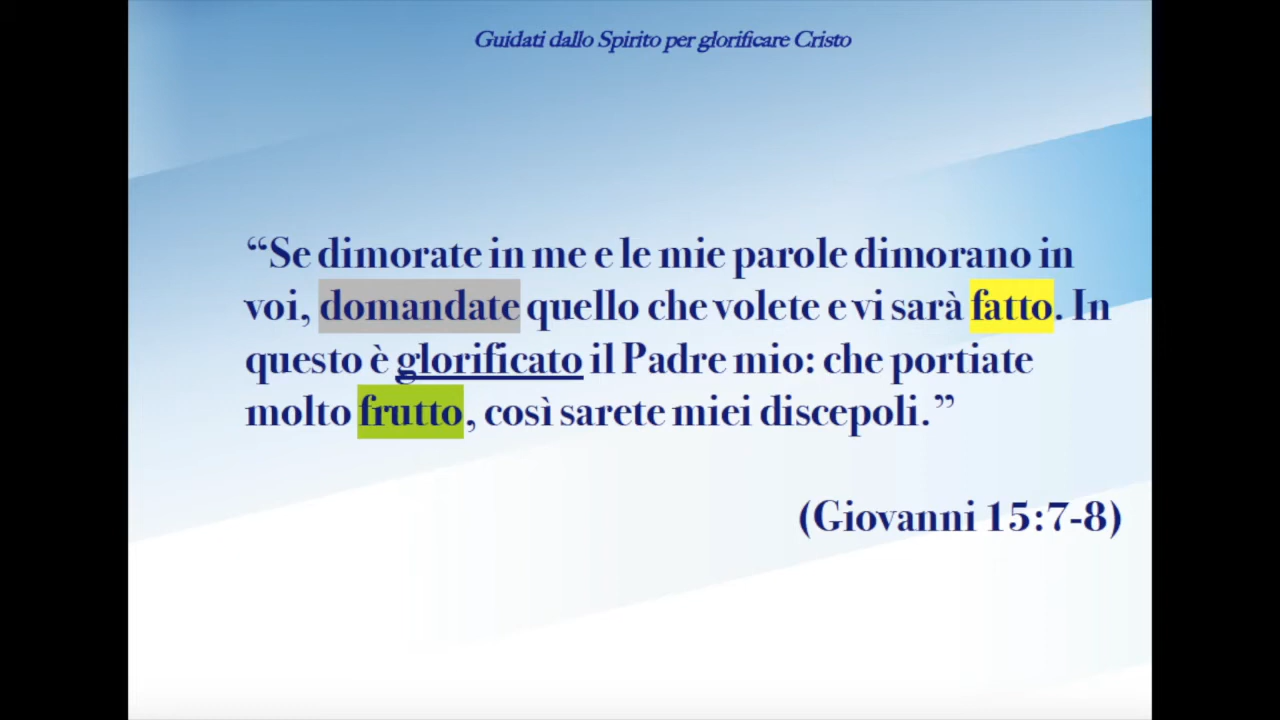 Guidati dallo Spirito per glorificare Cristo
“Se dimorate in me e le mie parole dimorano in
voi, domandate quello che volete e vi sarà fatto. In
questo è glorificato il Padre mio: che portiate
molto frutto, così sarete miei discepoli.”
(Giovanni 15:7-8)